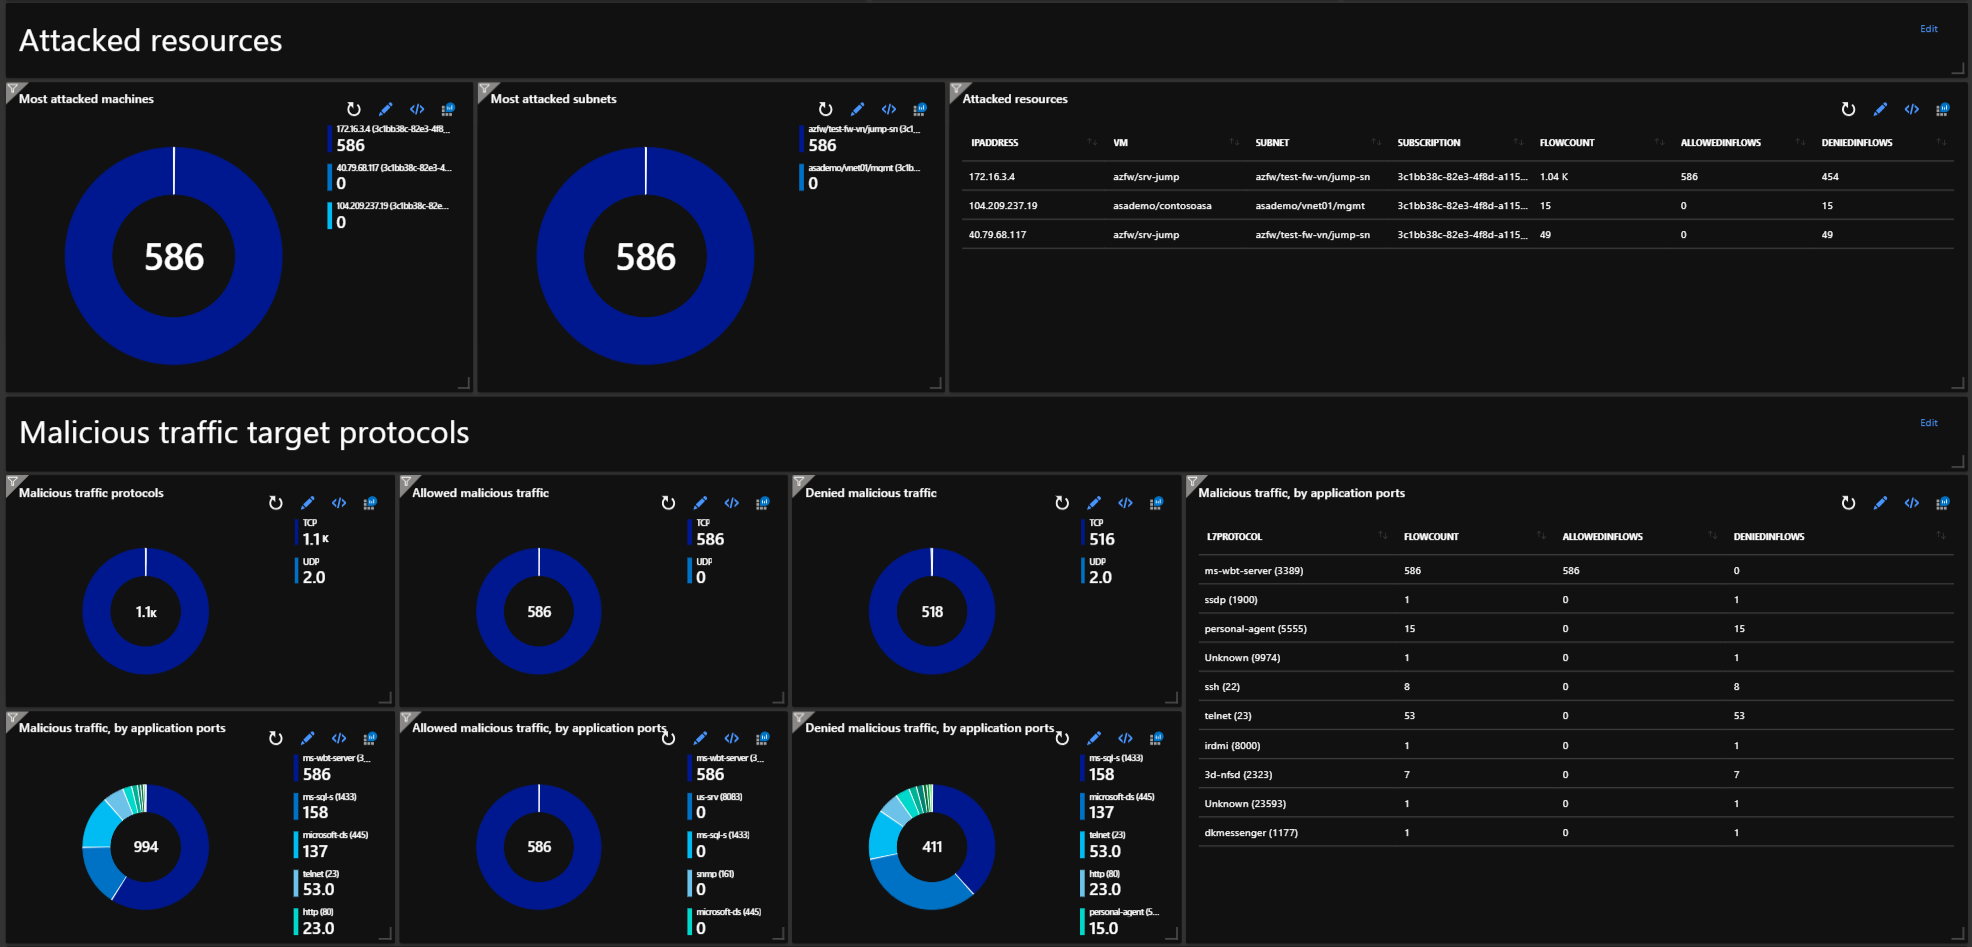 Attacked resources
Edit
Most attacked machines
172.16.3.4 (3c1bb38c-82e3-4f8...
586
40.79.68.117 (3c1bb38c-82e3-4...
0
104.209.237.19 (3c1bb38c-82e...
0
586
Most attacked subnets
azfw/test-fw-vn/jump-sn (3c1...
586
asademo/vnet01/mgmt (3c1b...
0
586
Attacked resources
IPADDRESS VM SUBNET SUBSCRIPTION FLOWCOUNT ALLOWEDINFLOWS DENIEDINFLOWS
172.16.3.4 azfw/srv-jump azfw/test-fw-vn/jump-sn 3c1bb38c-82e3-4f8d-a115... 1.04 K 586 454
104.209.237.19 asademo/contosoasa asademo/vnet01/mgmt 3c1bb38c-82e3-4f8d-a115... 15 0 15
40.79.68.117 azfw/srv-jump azfw/test-fw-vn/jump-sn 3c1bb38c-82e3-4f8d-a115... 49 0 49
Malicious traffic target protocols
Edit
Malicious traffic protocols
TCP
1.1 K
UDP
2.0
1.1K
Allowed malicious traffic
TCP
586
UDP
0
586
Denied malicious traffic
TCP
516
UDP
2.0
518
Malicious traffic, by application ports
L7PROTOCOL FLOWCOUNT ALLOWEDINFLOWS DENIEDINFLOWS
ms-wbt-server (3389) 586 586 0
ssdp (1900) 1 0 1
personal-agent (5555) 15 0 15
Unknown (9974) 1 0 1
ssh (22) 8 0 8
telnet (23) 53 0 53
irdmi (8000) 1 0 1
3d-nfsd (2323) 7 0 7
Unknown (23593) 1 0 1
dkmessenger (1177) 1 0 1
Malicious traffic, by application ports
ms-wbt-server (3...
586
ms-sql-s (1433)
158
microsoft-ds (445)
137
telnet (23)
53.0
http (80)
23.0
994
Allowed malicious traffic, by application ports
ms-wbt-server (3...
586
us-srv (8083)
0
ms-sql-s (1433)
0
snmp (161)
0
microsoft-ds (445)
0
586
Denied malicious traffic, by application ports
ms-sql-s (1433)
158
microsoft-ds (445)
137
telnet (23)
53.0
http (80)
23.0
personal-agent (5...
15.0
411